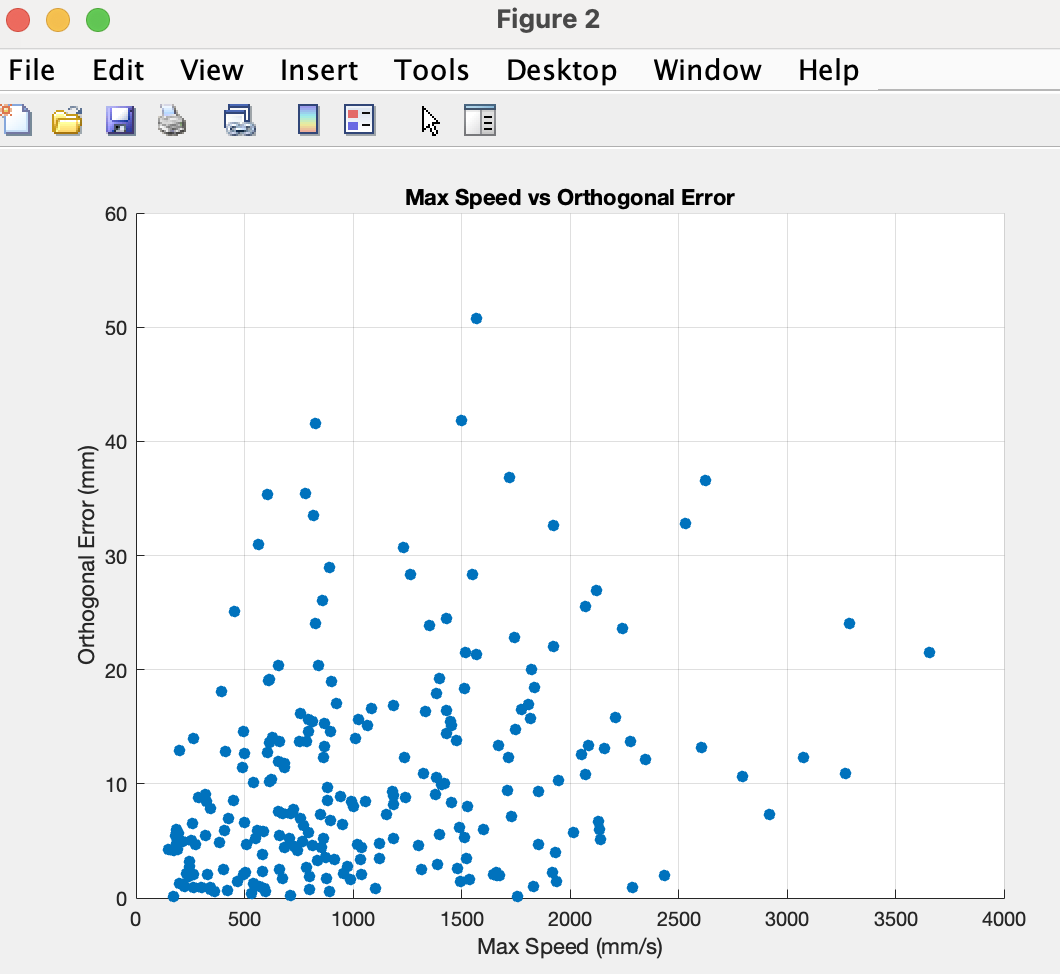 Figure 2
File Edit View Insert Tools Desktop Window Help
Max Speed vs Orthogonal Error
60
50
40
30
20
10
0
Orthogonal Error (mm)
0 500 1000 1500 2000 2500 3000 3500 4000
Max Speed (mm/s)